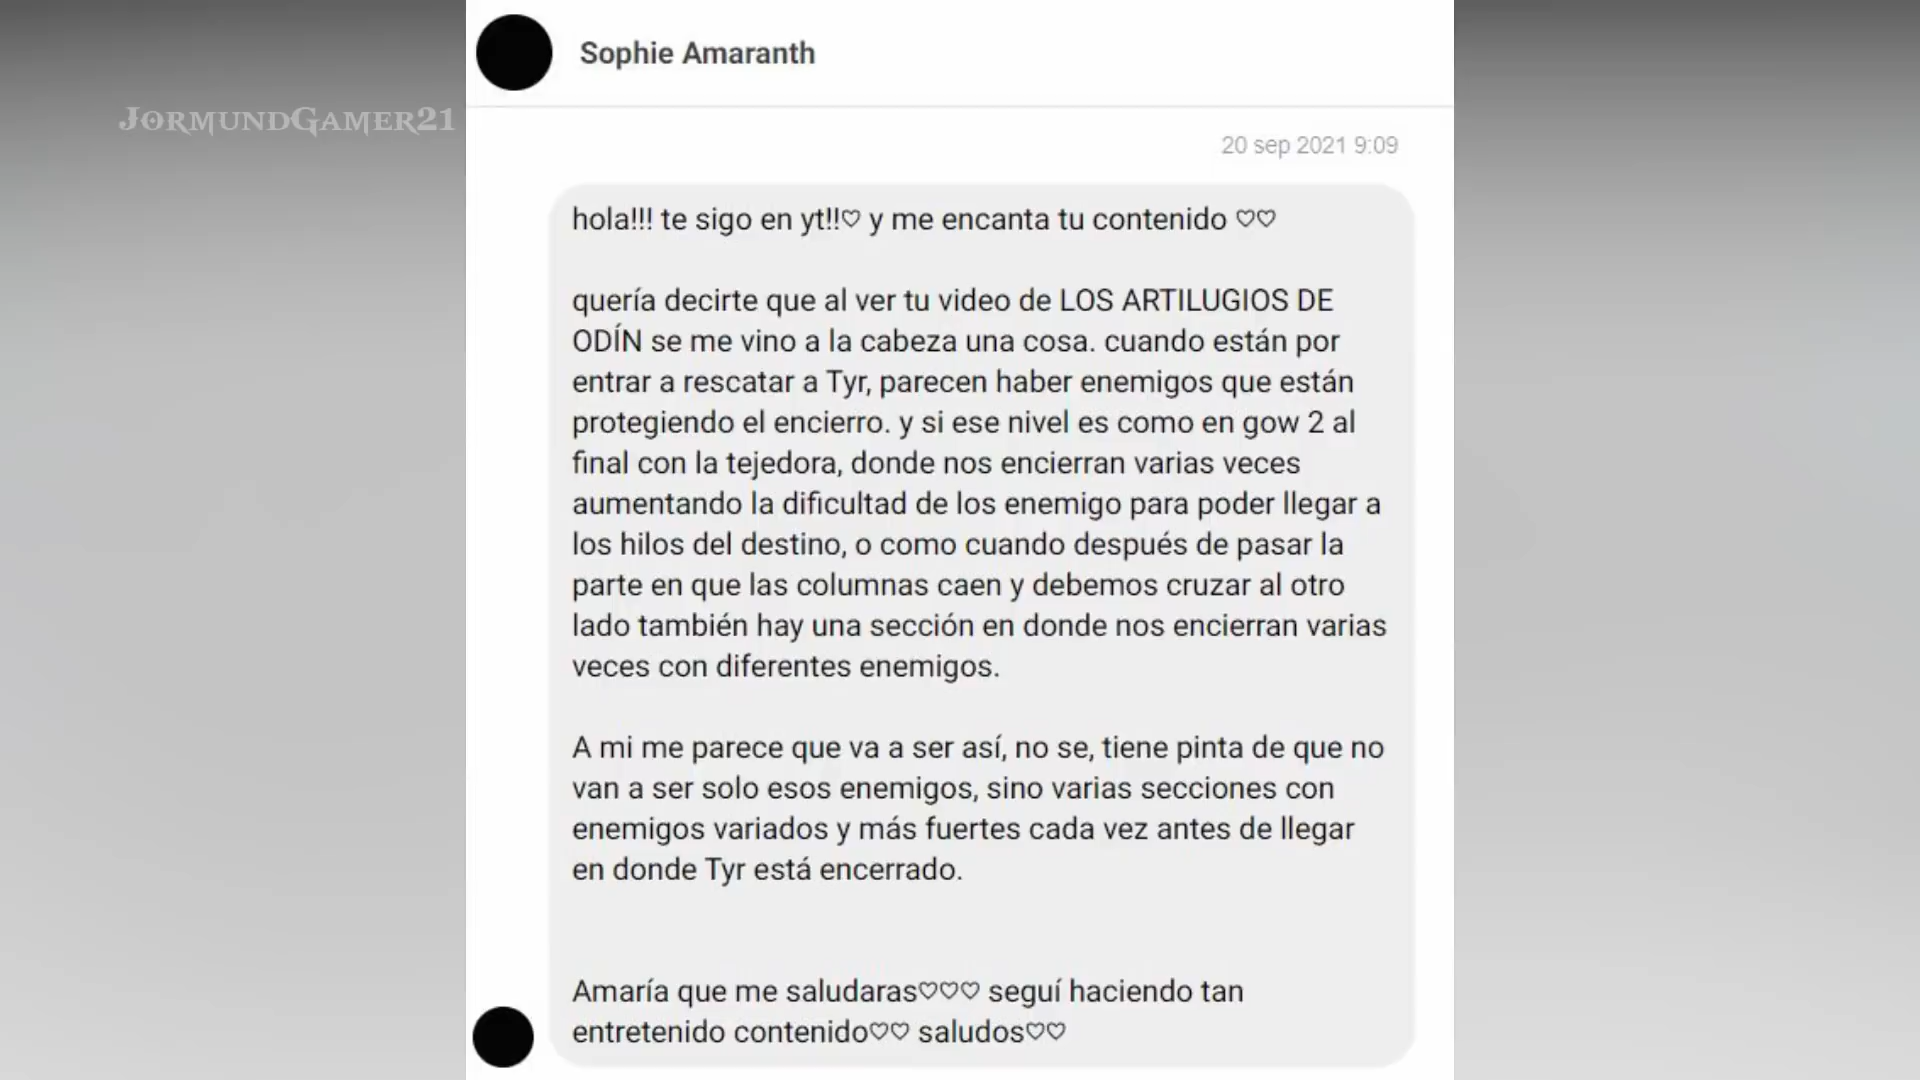 Sophie Amaranth
JormundGamer21
20 sep 2021 9:09
hola!!! te sigo en yt!!♡ y me encanta tu contenido ♡♡
quería decirte que al ver tu video de LOS ARTILUGIOS DE
ODÍN se me vino a la cabeza una cosa. cuando están por
entrar a rescatar a Tyr, parecen haber enemigos que están
protegiendo el encierro. y si ese nivel es como en gow 2 al
final con la tejedora, donde nos encierran varias veces
aumentando la dificultad de los enemigo para poder llegar a
los hilos del destino, o como cuando después de pasar la
parte en que las columnas caen y debemos cruzar al otro
lado también hay una sección en donde nos encierran varias
veces con diferentes enemigos.
A mi me parece que va a ser así, no se, tiene pinta de que no
van a ser solo esos enemigos, sino varias secciones con
enemigos variados y más fuertes cada vez antes de llegar
en donde Tyr está encerrado.
Amaría que me saludaras♡♡♡ seguí haciendo tan
entretenido contenido♡♡ saludos♡♡